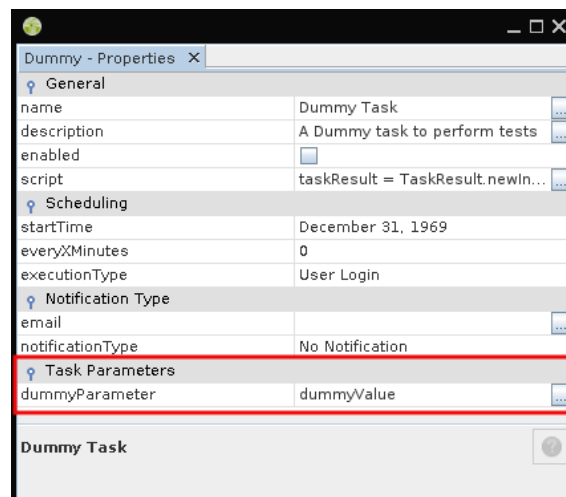 Dummy - Properties X
General
name Dummy Task ...
description A Dummy task to perform tests ...
enabled
script taskResult = TaskResult.newIn... ...
Scheduling
startTime December 31, 1969
everyXMinutes 0
executionType User Login
Notification Type
email ...
notificationType No Notification
Task Parameters
dummyParameter dummyValue ...
Dummy Task ?